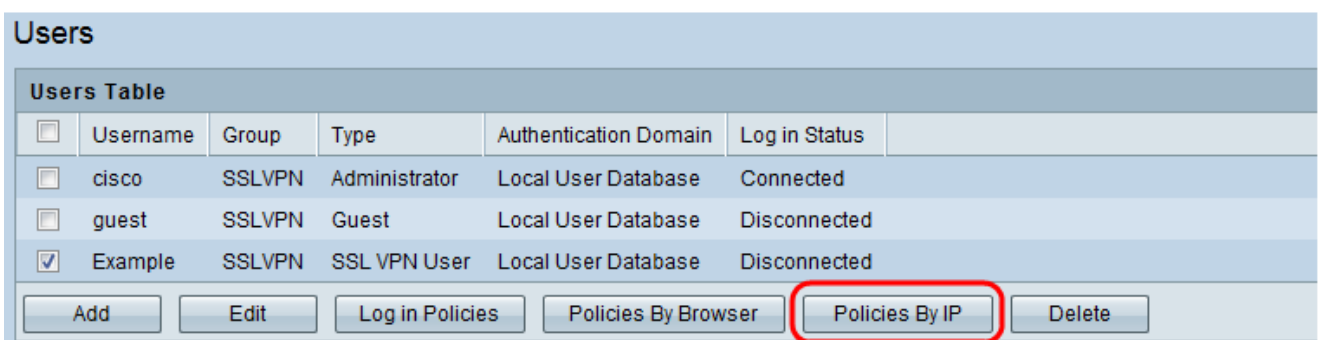 Users
Users Table
Username Group Type Authentication Domain Log in Status
cisco SSLVPN Administrator Local User Database Connected
guest SSLVPN Guest Local User Database Disconnected
Example SSLVPN SSL VPN User Local User Database Disconnected
Add Edit Log in Policies Policies By Browser Policies By IP Delete